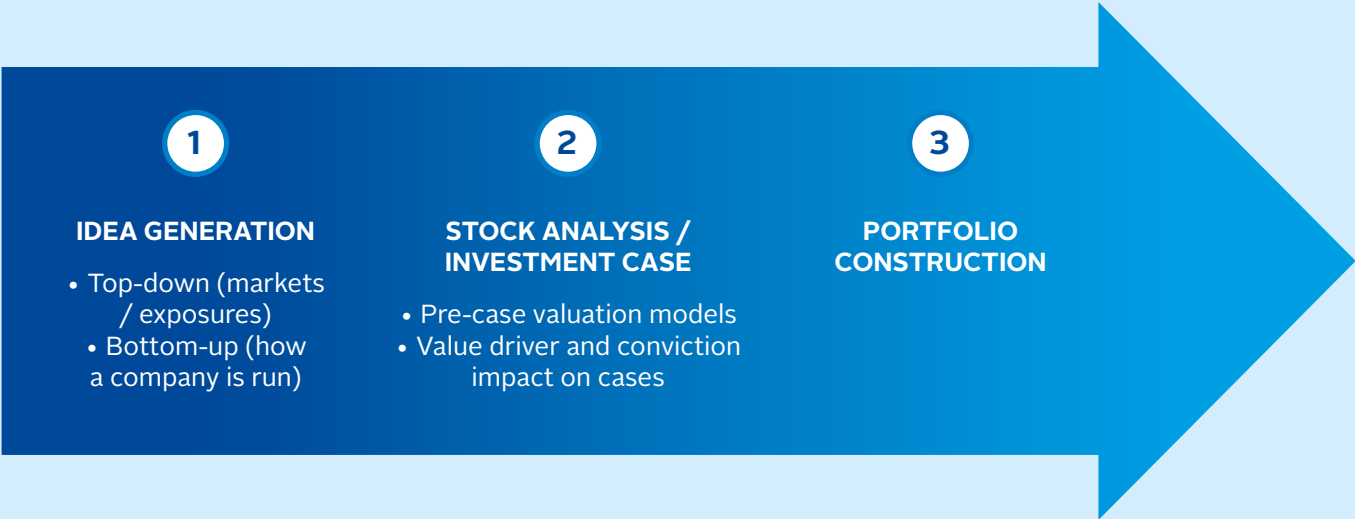 1
IDEA GENERATION
• Top-down (markets
/ exposures)
• Bottom-up (how
a company is run)
2
STOCK ANALYSIS /
INVESTMENT CASE
• Pre-case valuation models
• Value driver and conviction
impact on cases
3
PORTFOLIO
CONSTRUCTION